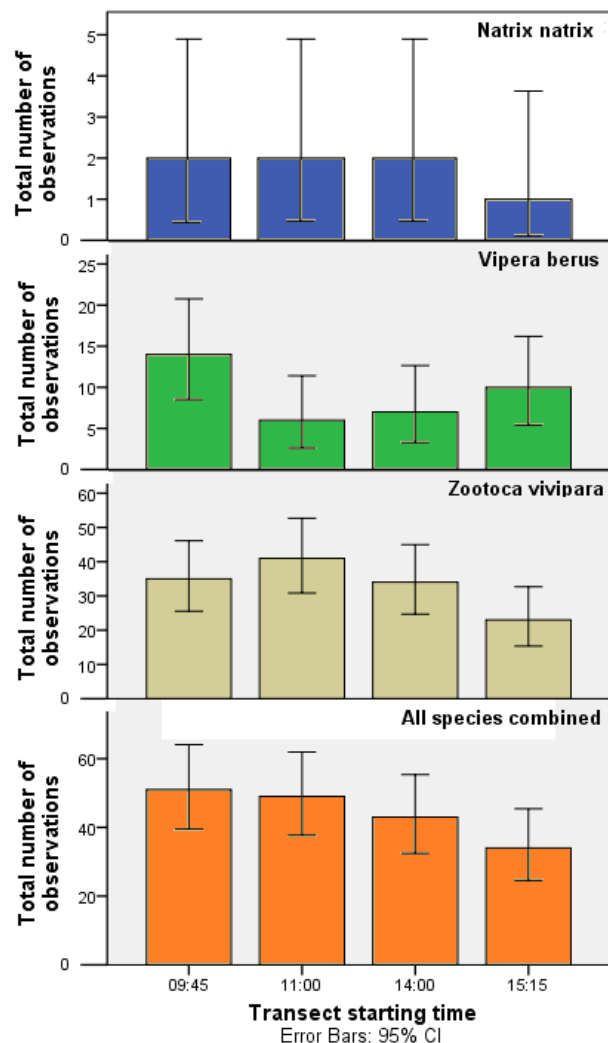 Natrix natrix
5
4
3
2
1
0
Total number of
observations
Vipera berus
25
20
15
10
5
0
Total number of
observations
Zootoca vivipara
60
50
40
30
20
10
0
Total number of
observations
All species combined
60
40
20
0
Total number of
observations
09:45 11:00 14:00 15:15
Transect starting time
Error Bars: 95% CI